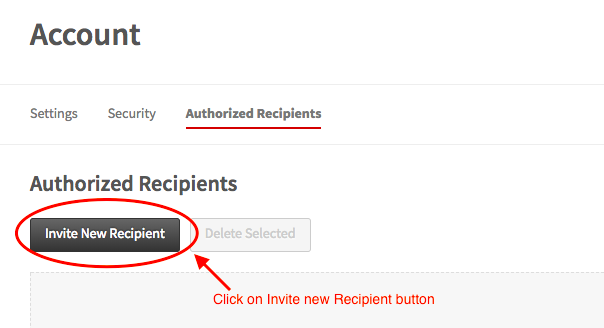 Account
Settings Security Authorized Recipients
Authorized Recipients
Invite New Recipient Delete Selected
Click on Invite new Recipient button